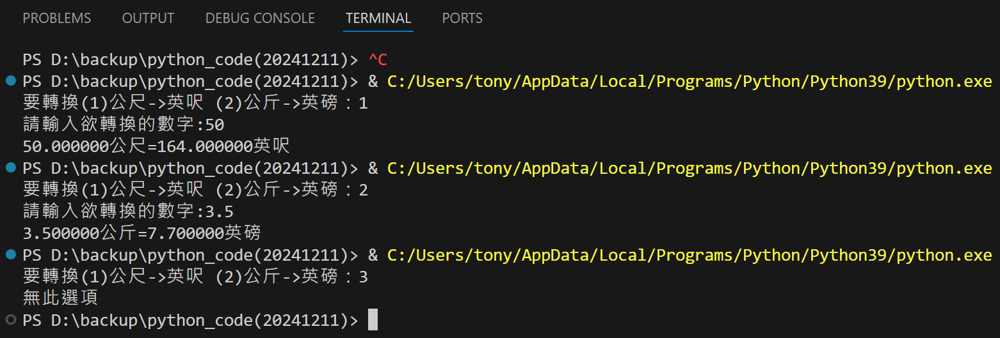 PROBLEMS OUTPUT DEBUG CONSOLE TERMINAL PORTS
PS D:\backup\python_code(20241211)> ^C
PS D:\backup\python_code(20241211)> & C:/Users/tony/AppData/Local/Programs/Python/Python39/python.exe
要轉換(1)公尺->英呎 (2)公斤->英磅：1
請輸入欲轉換的數字:50
50.000000公尺=164.000000英呎
PS D:\backup\python_code(20241211)> & C:/Users/tony/AppData/Local/Programs/Python/Python39/python.exe
要轉換(1)公尺->英呎 (2)公斤->英磅：2
請輸入欲轉換的數字:3.5
3.500000公斤=7.700000英磅
PS D:\backup\python_code(20241211)> & C:/Users/tony/AppData/Local/Programs/Python/Python39/python.exe
要轉換(1)公尺->英呎 (2)公斤->英磅：3
無此選項
PS D:\backup\python_code(20241211)>